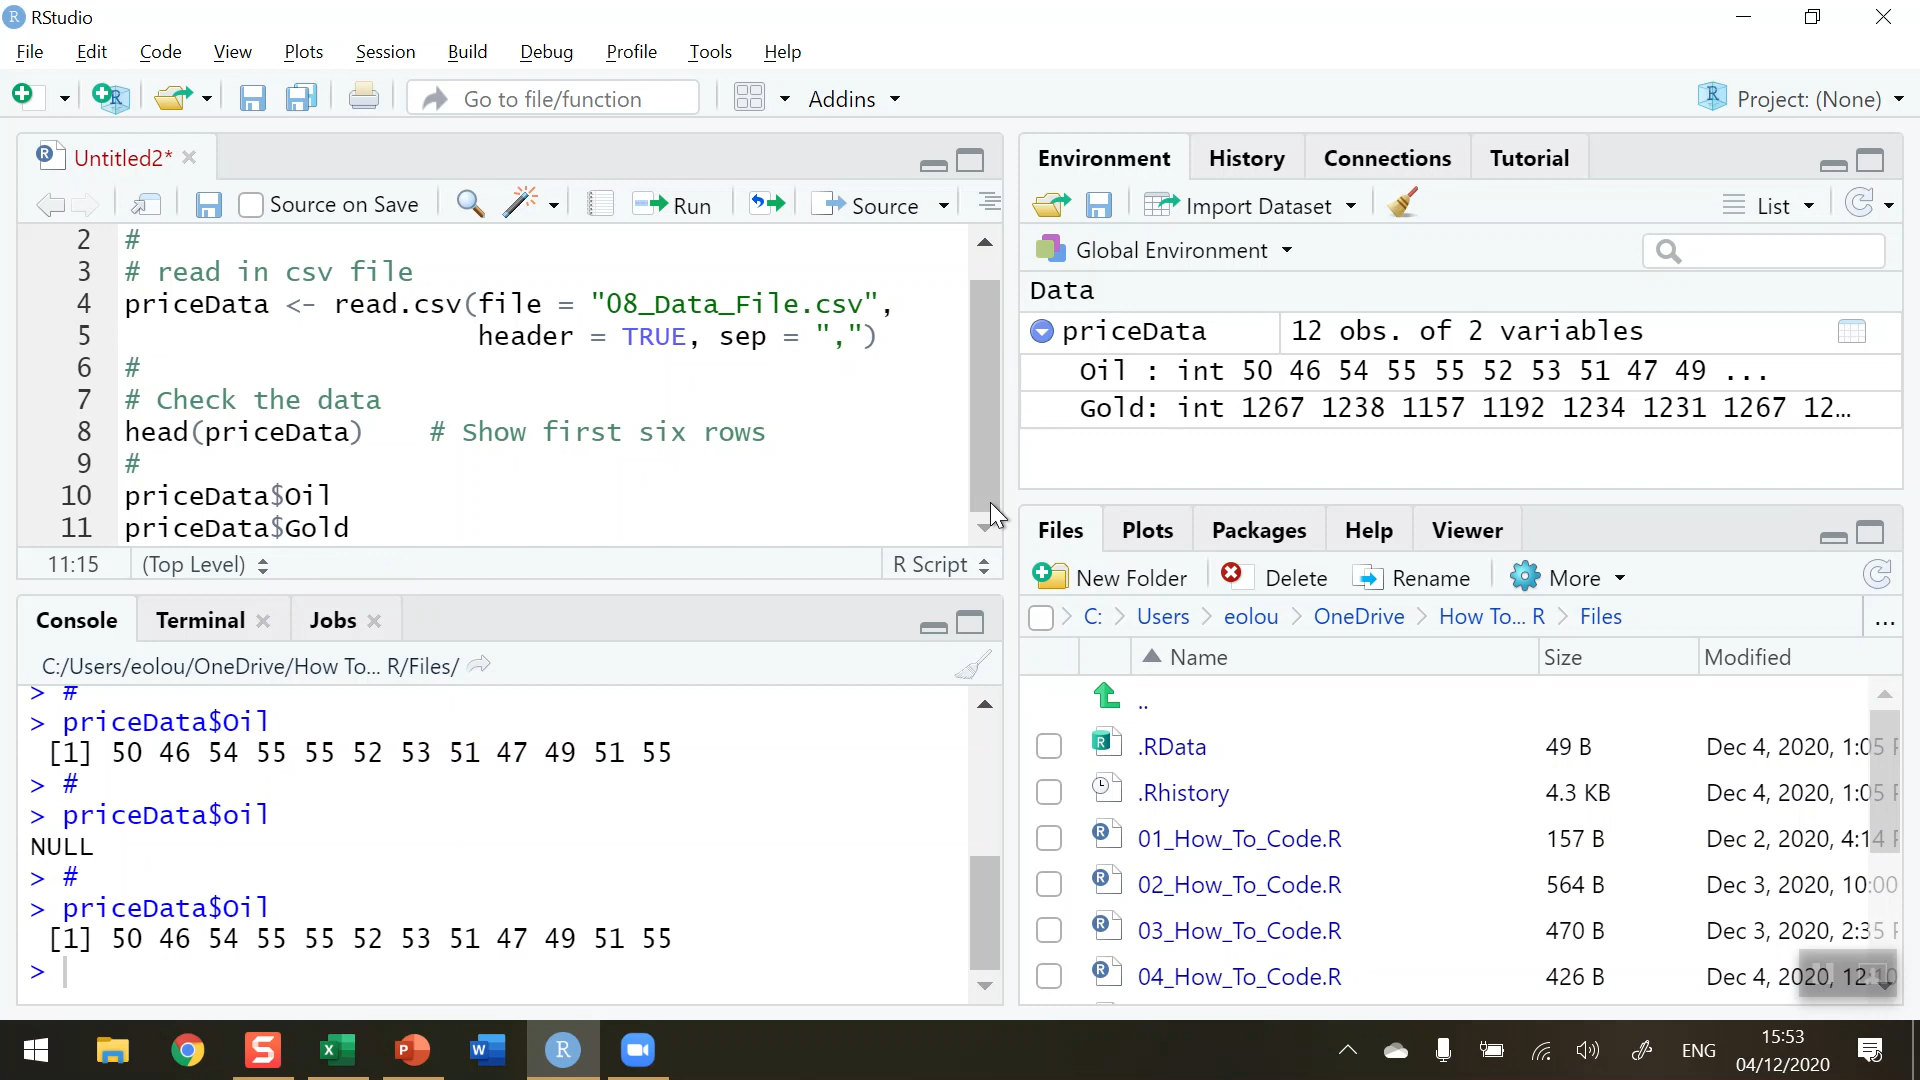 RStudio
File Edit Code View Plots Session Build Debug Profile Tools Help
Go to file/function Addins Project: (None)
Untitled2*
Source on Save Run Source
2 #
3 # read in csv file
4 priceData <- read.csv(file = "08_Data_File.csv",
5 header = TRUE, sep = ",")
6 #
7 # Check the data
8 head(priceData) # Show first six rows
9 #
10 priceData$Oil
11 priceData$Gold
11:15 (Top Level) R Script
Console Terminal Jobs
C:/Users/eolou/OneDrive/How To... R/Files/
> #
> priceData$Oil
[1] 50 46 54 55 55 52 53 51 47 49 51 55
> #
> priceData$oil
NULL
> #
> priceData$Oil
[1] 50 46 54 55 55 52 53 51 47 49 51 55
>
Environment History Connections Tutorial
Import Dataset List
Global Environment
Data
priceData 12 obs. of 2 variables
Oil : int 50 46 54 55 55 52 53 51 47 49 ...
Gold: int 1267 1238 1157 1192 1234 1231 1267 12...
Files Plots Packages Help Viewer
New Folder Delete Rename More
C: Users eolou OneDrive How To... R Files ...
Name Size Modified
..
.RData 49 B Dec 4, 2020, 1:05 P
.Rhistory 4.3 KB Dec 4, 2020, 1:05 P
01_How_To_Code.R 157 B Dec 2, 2020, 4:14 P
02_How_To_Code.R 564 B Dec 3, 2020, 10:00
03_How_To_Code.R 470 B Dec 3, 2020, 2:35 P
04_How_To_Code.R 426 B Dec 4, 2020, 12:10
ENG 15:53
04/12/2020